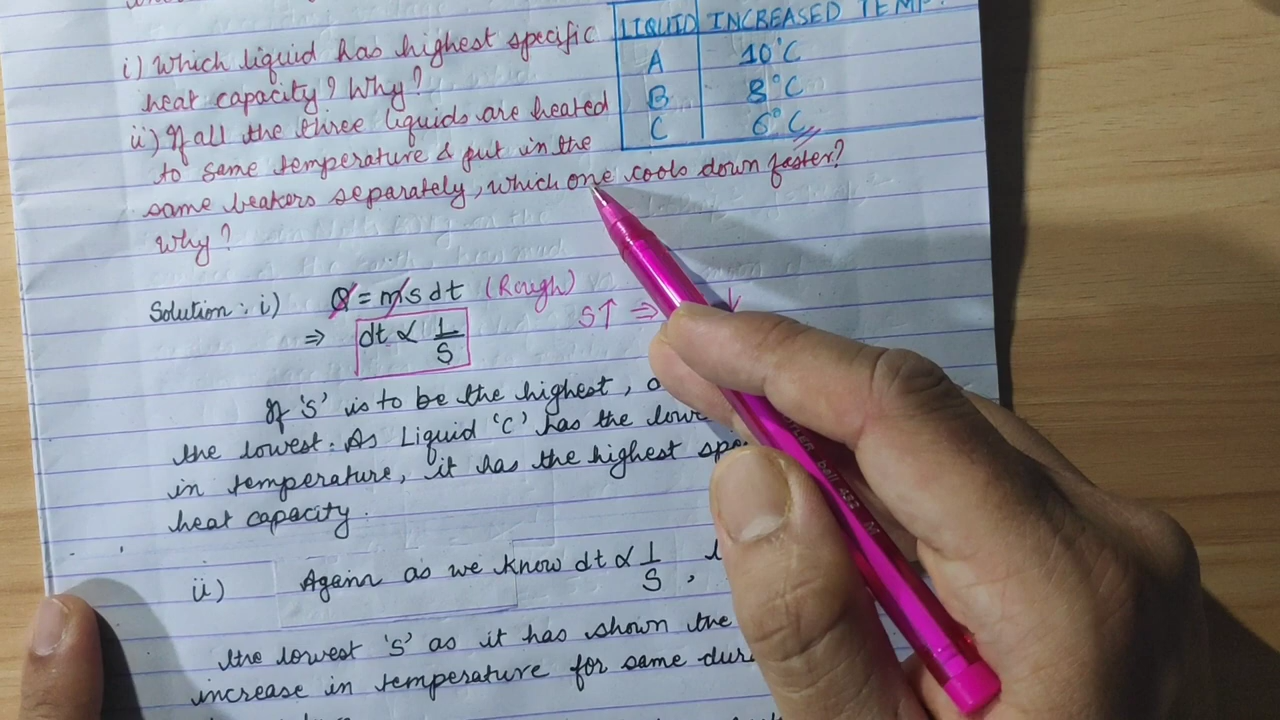 i) Which liquid has highest specific
heat capacity? Why?
ii) If all the three liquids are heated
to same temperature & put in the
same beakers separately, which one cools down faster?
Why?
LIQUID INCREASED TEMP.
A 10°C
B 8°C
C 6°C
Solution: i) Q = msdt (Rough)
⇒ dt ∝ 1/S
S↑ ⇒ ↓
If 'S' is to be the highest,
the lowest. As Liquid 'C' has the
in temperature, it has the highest
heat capacity.
ii) Again as we know dt ∝ 1/S,
the lowest 'S' as it has shown the
increase in temperature for same